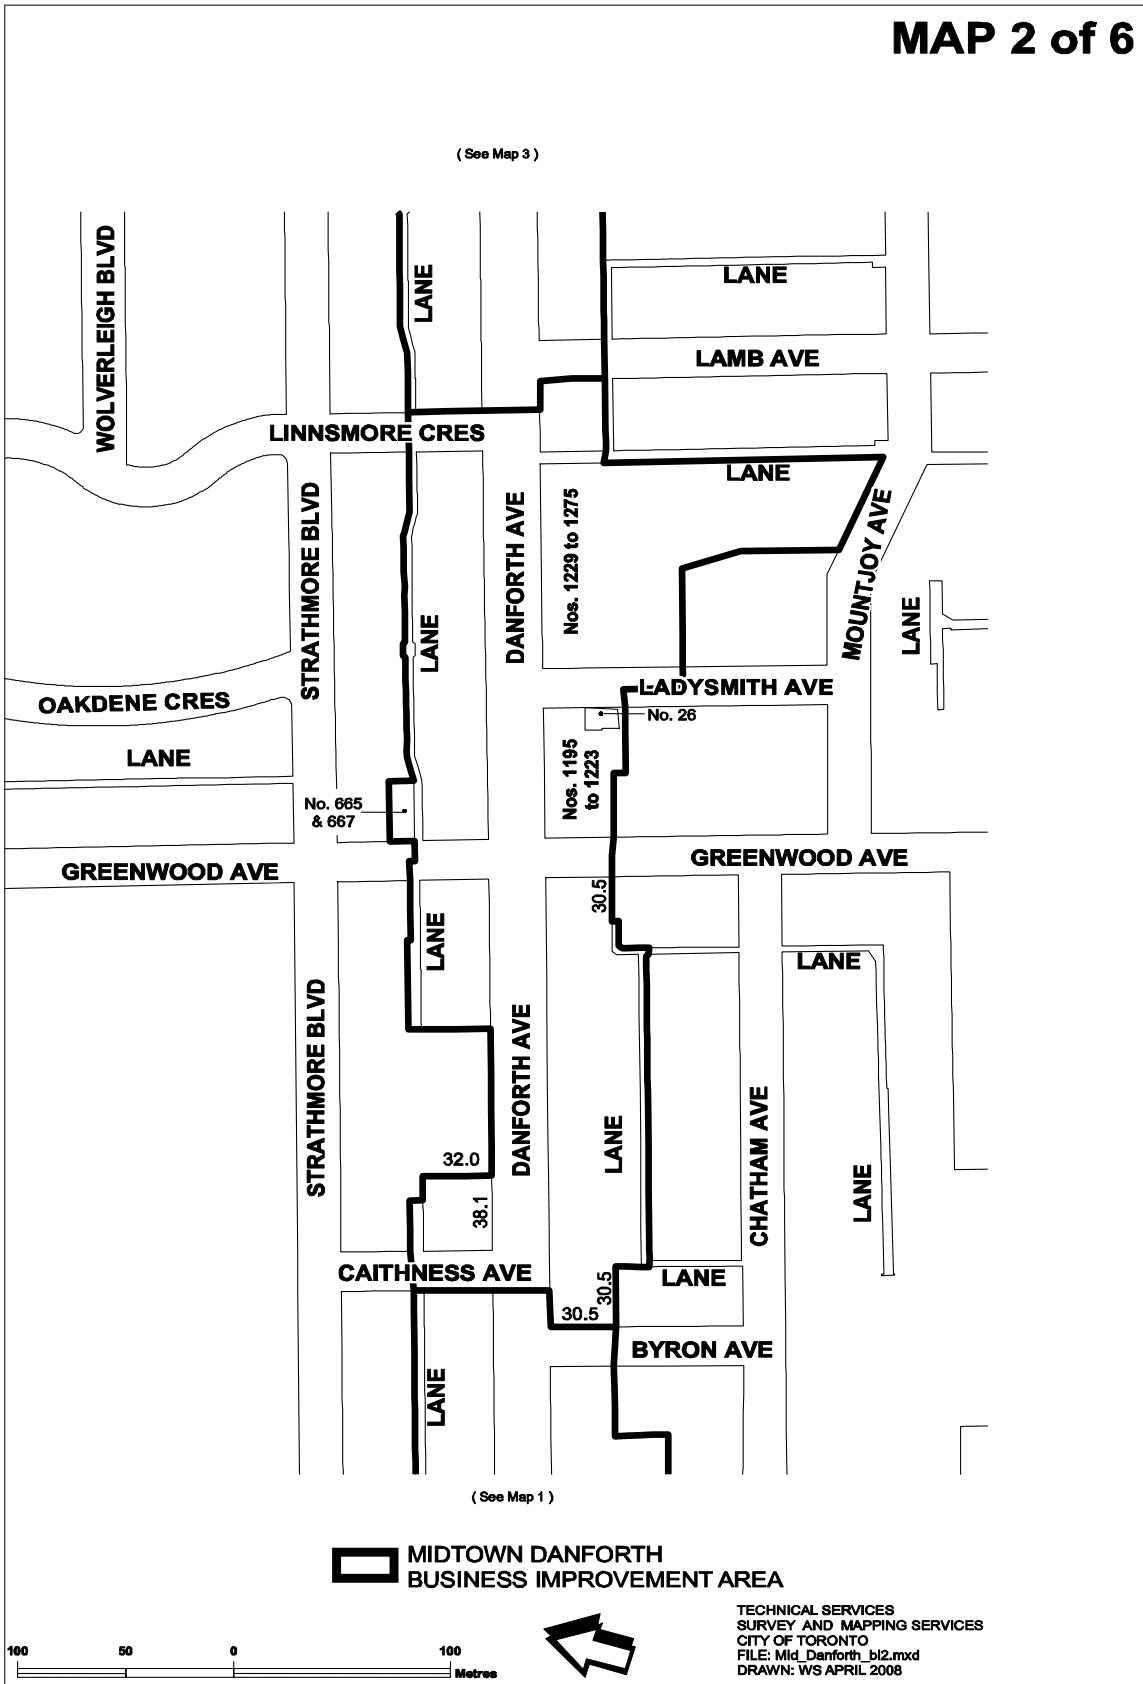 MAP 2 of 6
( See Map 3 )
WOLVERLEIGH BLVD
LANE
LANE
LAMB AVE
LINNSMORE CRES
LANE
STRATHMORE BLVD
DANFORTH AVE
Nos. 1229 to 1275
MOUNTJOY AVE
LANE
LANE
OAKDENE CRES
LADYSMITH AVE
No. 26
LANE
Nos. 1195
to 1223
No. 665
& 667
GREENWOOD AVE
GREENWOOD AVE
30.5
LANE
LANE
STRATHMORE BLVD
DANFORTH AVE
LANE
CHATHAM AVE
LANE
32.0
38.1
CAITHNESS AVE
30.5
LANE
30.5
BYRON AVE
LANE
( See Map 1 )
MIDTOWN DANFORTH
BUSINESS IMPROVEMENT AREA
TECHNICAL SERVICES
SURVEY AND MAPPING SERVICES
CITY OF TORONTO
FILE: Mid_Danforth_bl2.mxd
DRAWN: WS APRIL 2008
100 50 0 100
Metres